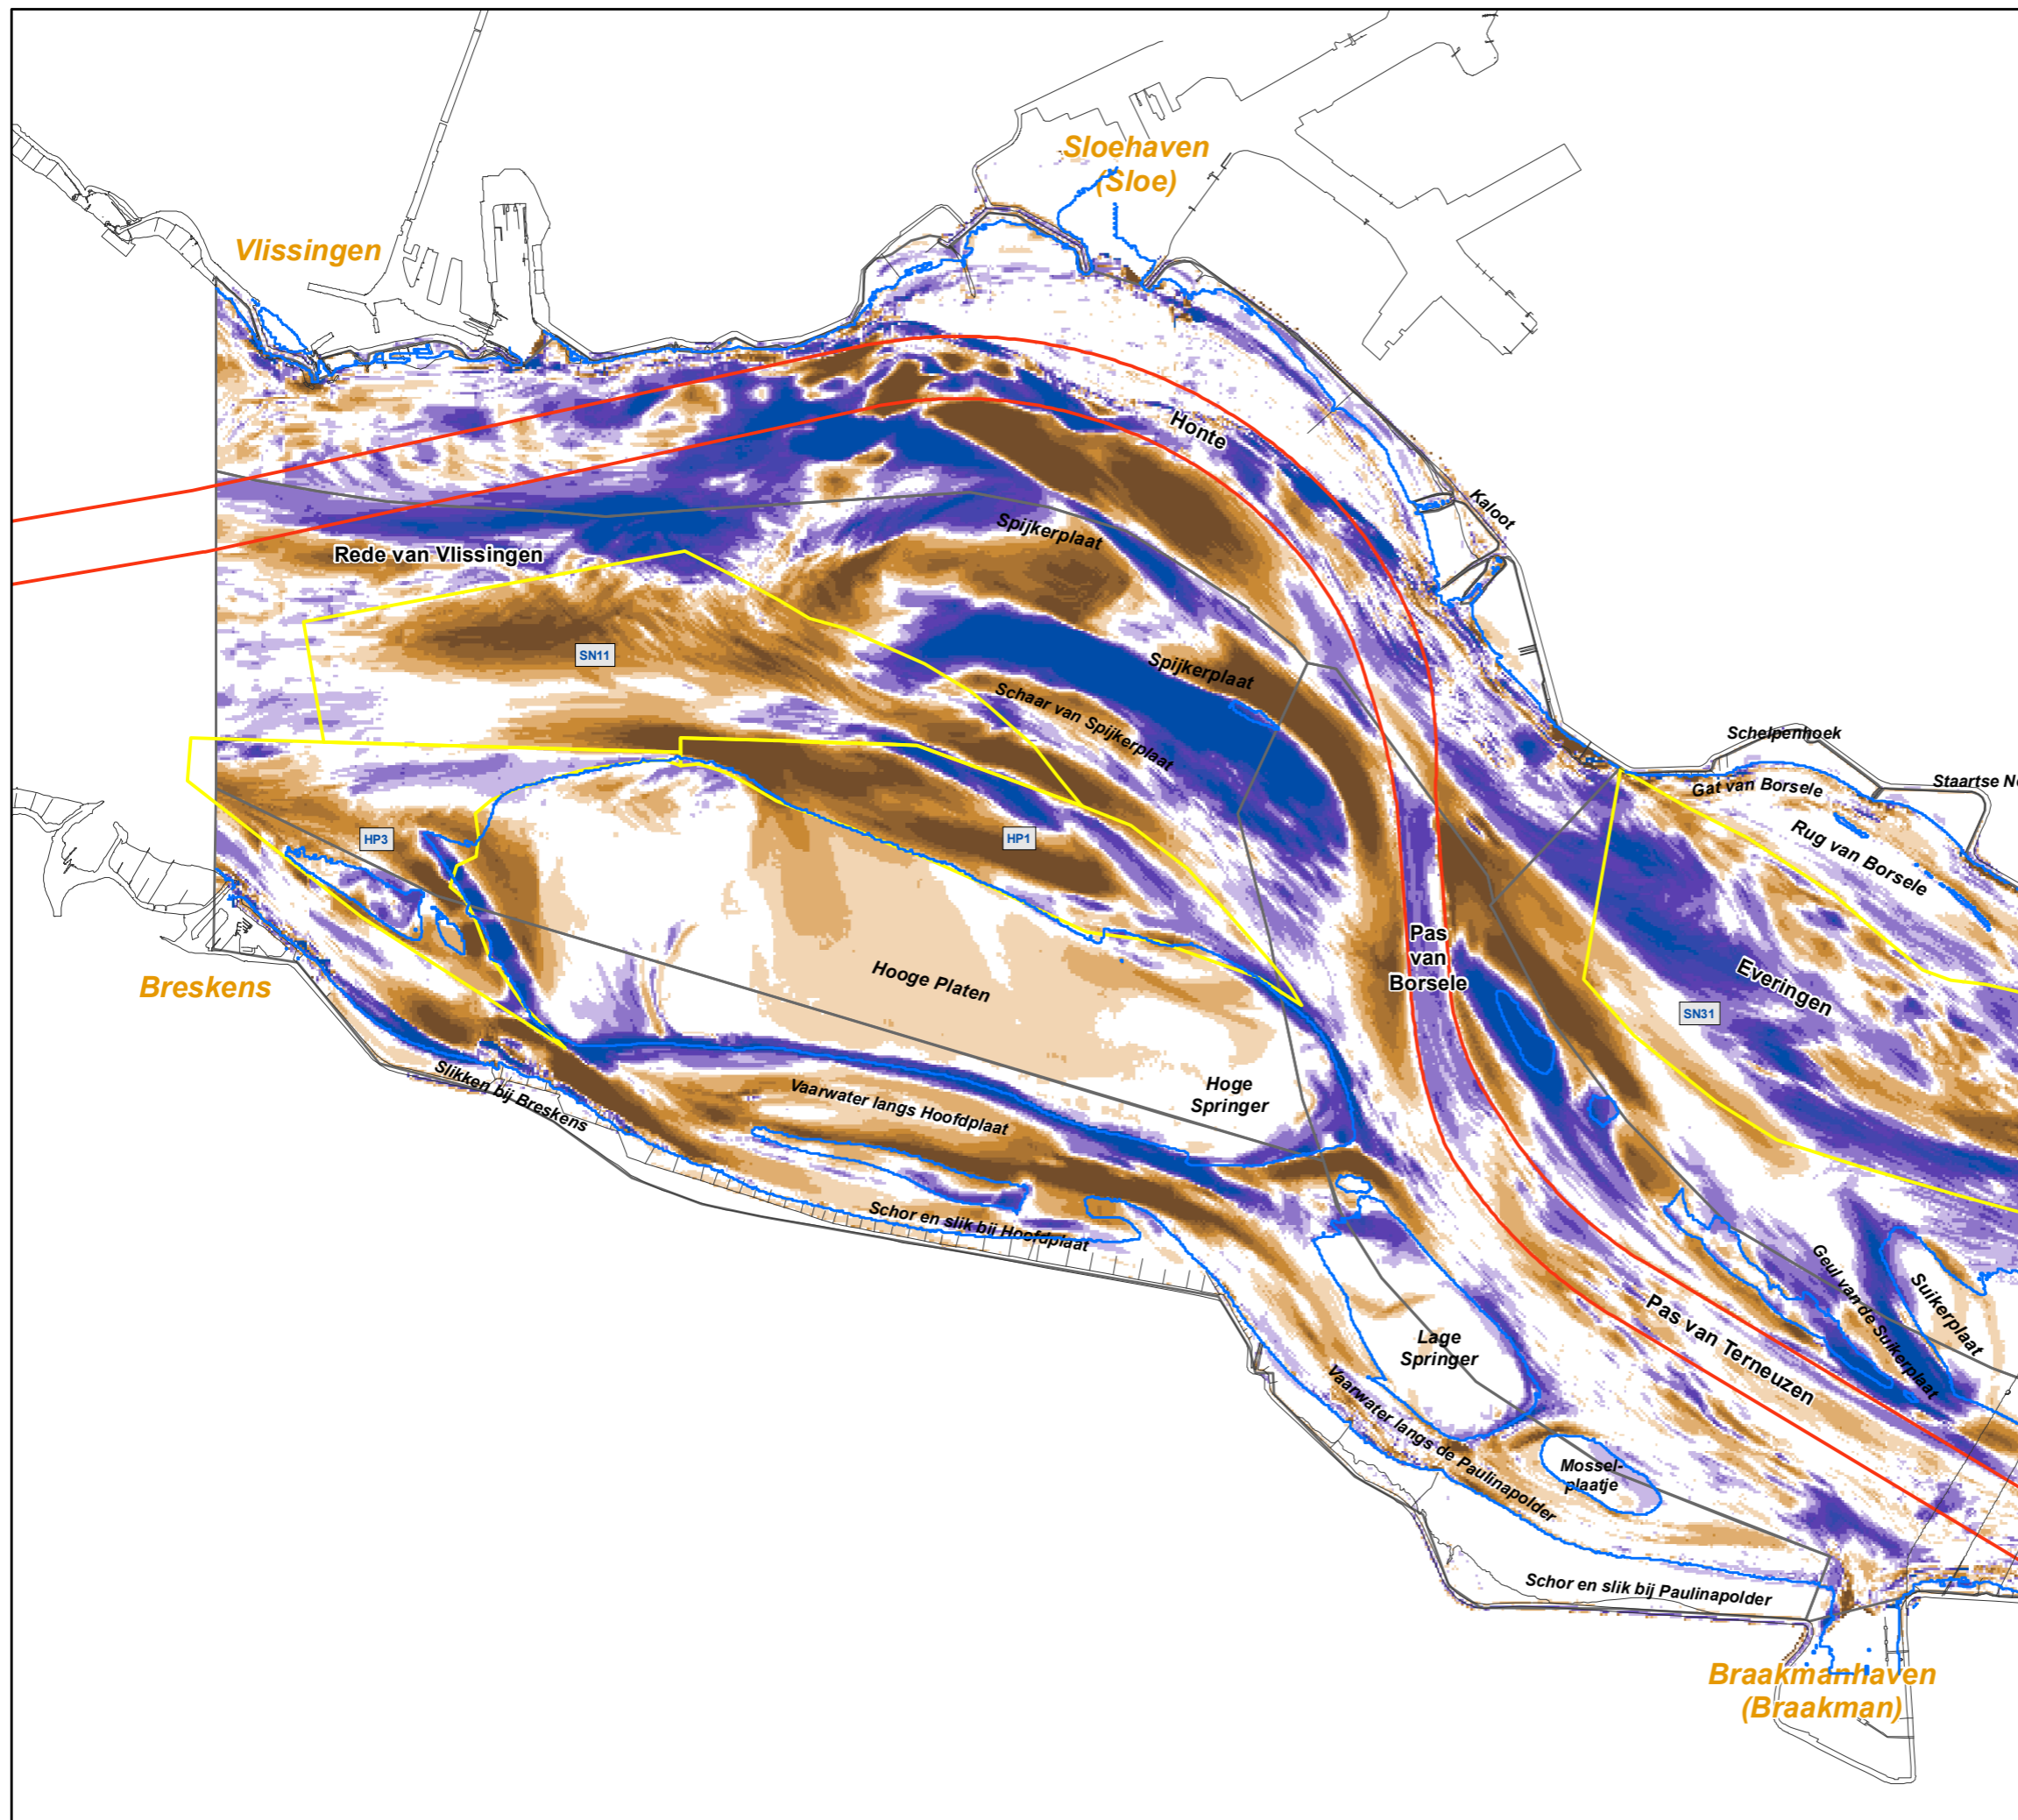 Sloehaven
(Sloe)
Vlissingen
Honte
Kaloot
Spijkerplaat
Rede van Vlissingen
SN11
Spijkerplaat
Schaar van Spijkerplaat
Schelpenhoek
Staartse
Gat van Borsele
Rug van Borsele
HP3
HP1
Pas
van
Borsele
Everingen
SN31
Hooge Platen
Breskens
Slikken bij Breskens
Vaarwater langs Hoofdplaat
Hoge
Springer
Schor en slik bij Hoofdplaat
Geul van de Suikerplaat
Suikerplaat
Pas van Terneuzen
Lage
Springer
Vaarwater langs de Paulinapolder
Mossel-
plaatje
Schor en slik bij Paulinapolder
Braakmanhaven
(Braakman)